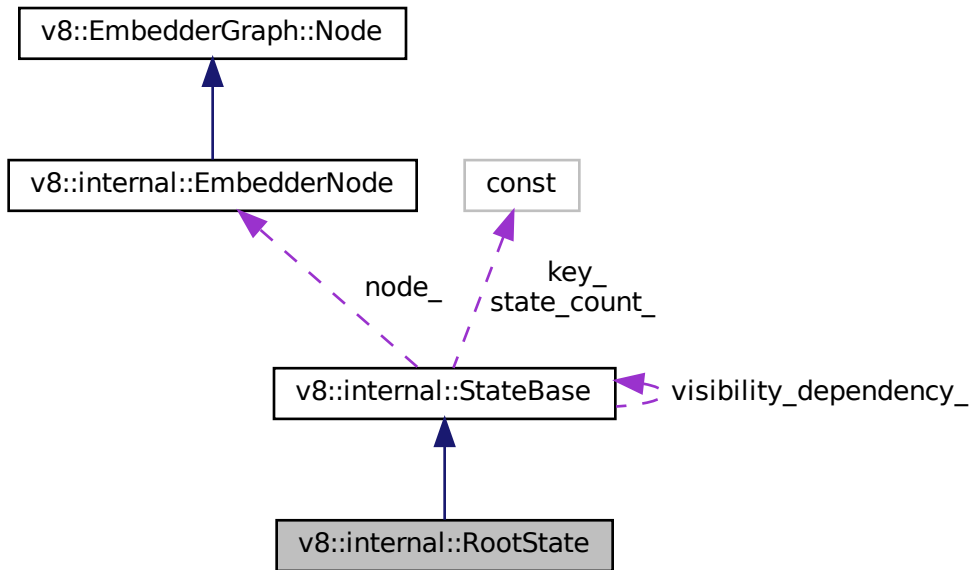 v8::EmbedderGraph::Node
v8::internal::EmbedderNode
const
node_
key_
state_count_
v8::internal::StateBase
visibility_dependency_
v8::internal::RootState